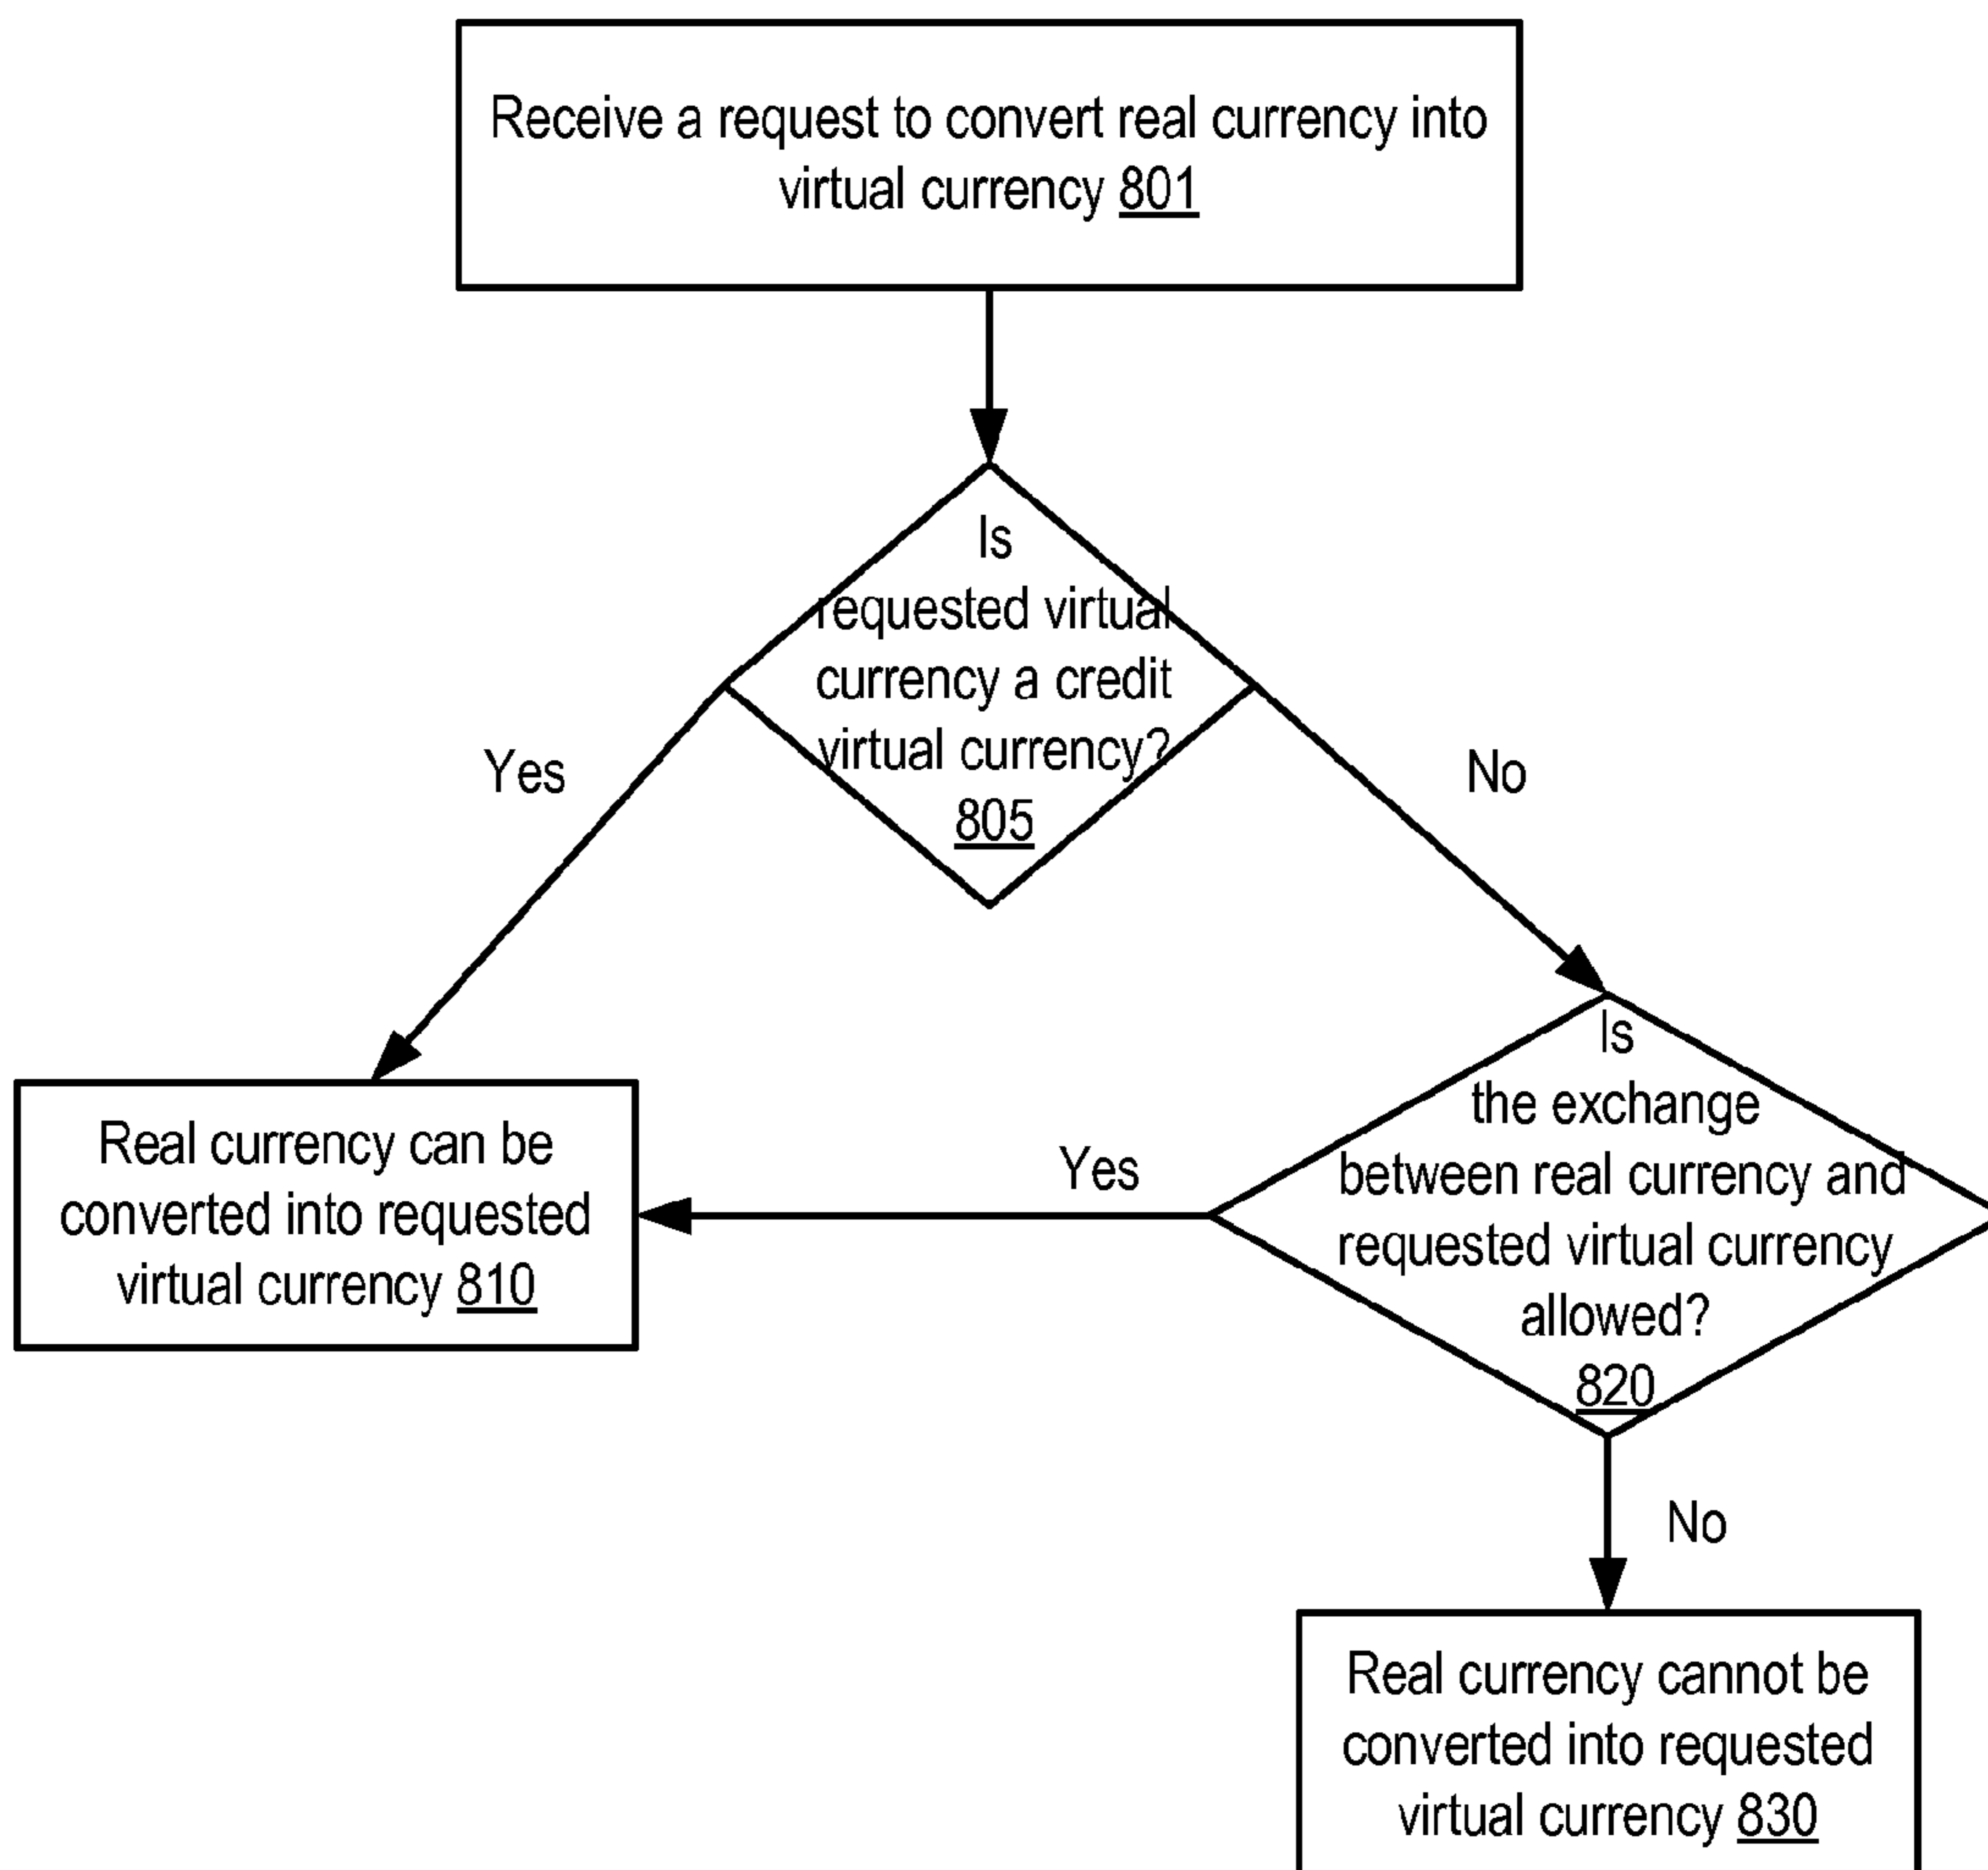 Receive a request to convert real currency into
virtual currency 801
Is
requested virtual
currency a credit
virtual currency?
805
Yes
No
Real currency can be
converted into requested
virtual currency 810
Yes
Is
the exchange
between real currency and
requested virtual currency
allowed?
820
No
Real currency cannot be
converted into requested
virtual currency 830